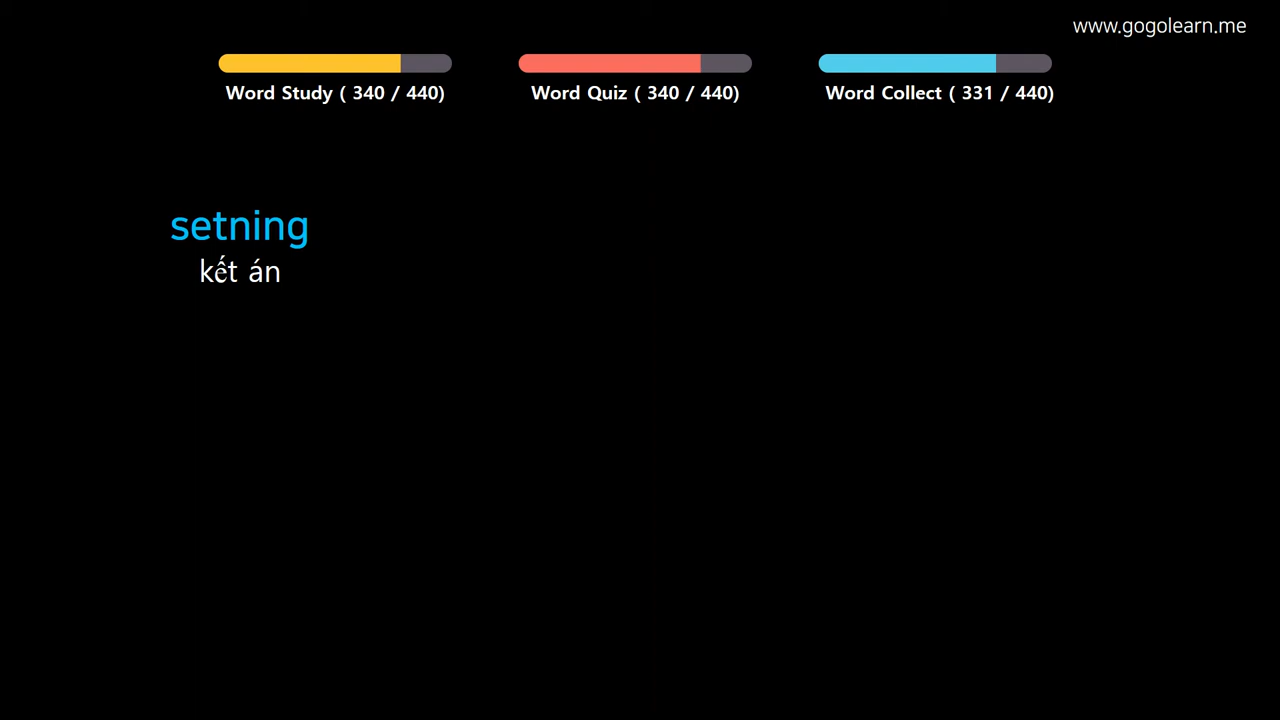 www.gogolearn.me
Word Study ( 340 / 440)
Word Quiz ( 340 / 440)
Word Collect ( 331 / 440)
setning
kết án